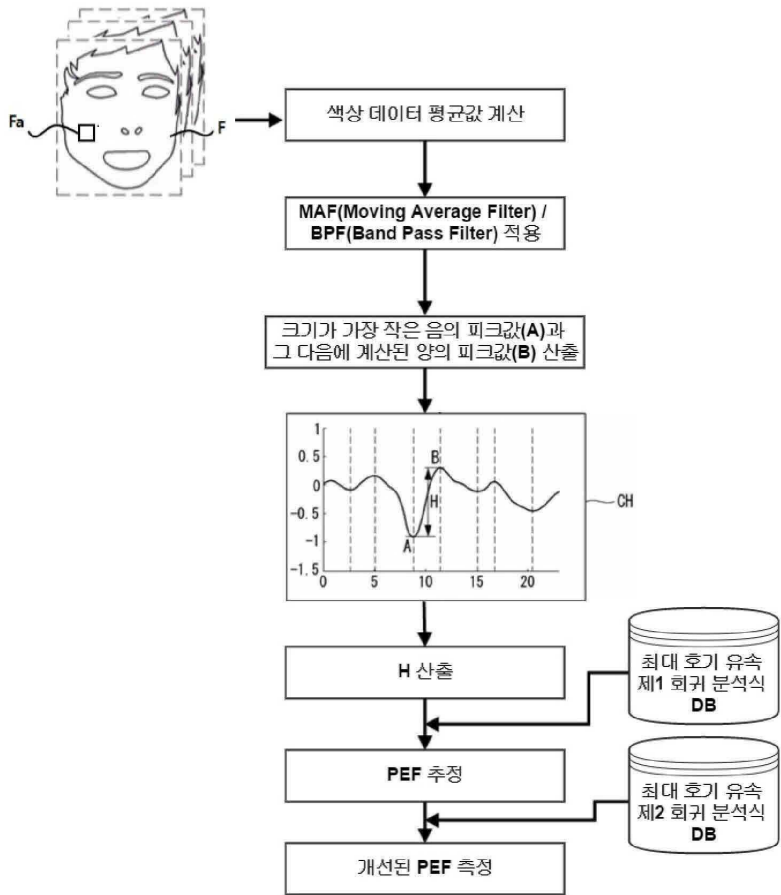 Fa
F
색상 데이터 평균값 계산
MAF(Moving Average Filter) /
BPF(Band Pass Filter) 적용
크기가 가장 작은 음의 피크값(A)과
그 다음에 계산된 양의 피크값(B) 산출
1
0.5
0
-0.5
-1
-1.5
0
5
10
15
20
A
B
H
CH
H 산출
최대 호기 유속
제1 회귀 분석식
DB
PEF 추정
최대 호기 유속
제2 회귀 분석식
DB
개선된 PEF 측정